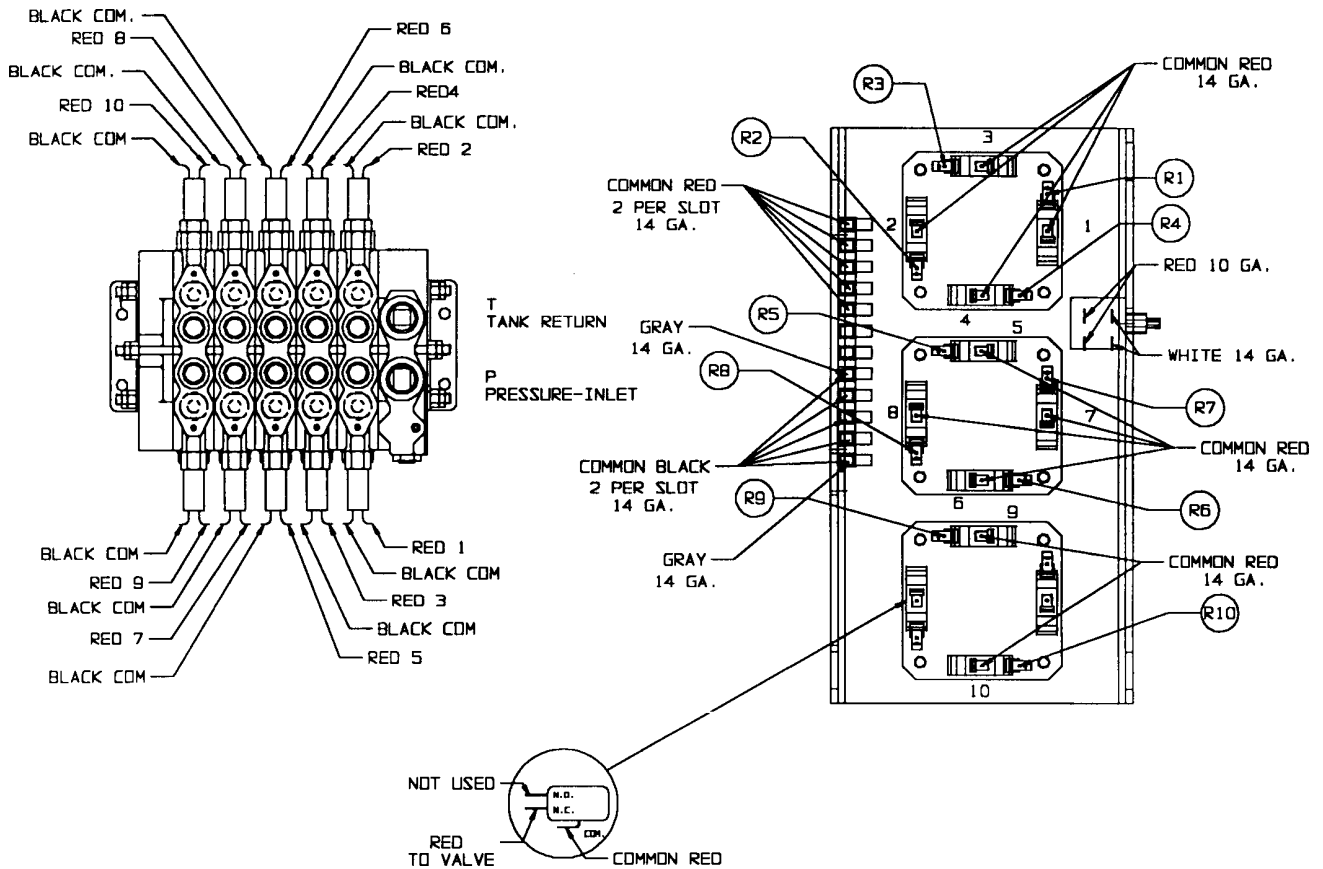 BLACK COM.
RED 8
BLACK COM.
RED 10
BLACK COM
RED 6
BLACK COM.
RED4
BLACK COM.
RED 2
T
TANK RETURN
P
PRESSURE-INLET
BLACK COM
RED 9
BLACK COM
RED 7
BLACK COM
RED 1
BLACK COM
RED 3
BLACK COM
RED 5
COMMON RED
14 GA.
R3
R2
3
R1
COMMON RED
2 PER SLOT
14 GA.
2
1
R4
RED 10 GA.
4
R5
5
GRAY
14 GA.
WHITE 14 GA.
R8
8
7
R7
COMMON RED
14 GA.
COMMON BLACK
2 PER SLOT
14 GA.
R9
6
9
R6
GRAY
14 GA.
COMMON RED
14 GA.
R10
10
NOT USED
N.O.
N.C.
COM.
RED
TO VALVE
COMMON RED